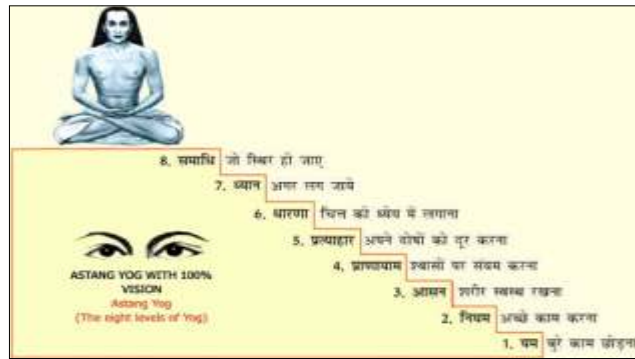 8. समाधि जो स्थिर हो जाए
7. ध्यान अगर लग जाये
6. धारणा चित्त को ध्येय में लगाना
5. प्रत्याहार अपने दोषों को दूर करना
4. प्राणायाम श्वासों पर संयम करना
3. आसन शरीर स्वस्थ रखना
2. नियम अच्छे काम करना
1. यम बुरे काम छोड़ना
ASTANG YOG WITH 100%
VISION
Astang Yog
(The eight levels of Yog)